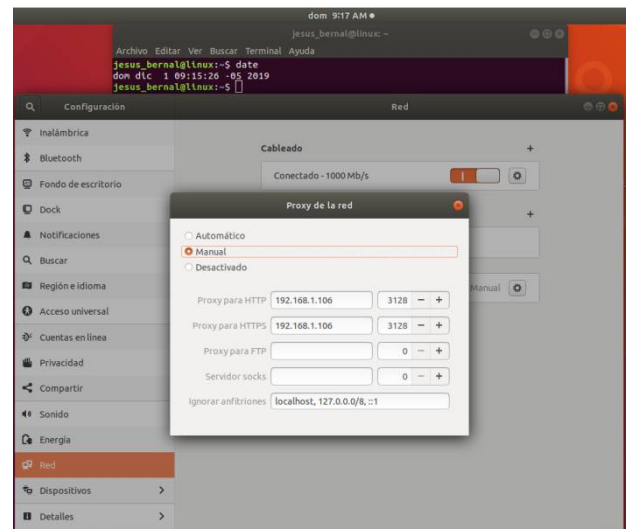 dom 9:17 AM
jesus_bernal@linux: ~
Archivo Editar Ver Buscar Terminal Ayuda
jesus_bernal@linux:~$ date
dom dic  1 09:15:26 -05 2019
jesus_bernal@linux:~$
Configuración
Red
Inalámbrica
Bluetooth
Fondo de escritorio
Dock
Notificaciones
Buscar
Región e idioma
Acceso universal
Cuentas en línea
Privacidad
Compartir
Sonido
Energía
Red
Dispositivos
Detalles
Cableado +
Conectado - 1000 Mb/s
+
Manual
Proxy de la red
Automático
Manual
Desactivado
Proxy para HTTP 192.168.1.106 3128 − +
Proxy para HTTPS 192.168.1.106 3128 − +
Proxy para FTP 0 − +
Servidor socks 0 − +
Ignorar anfitriones localhost, 127.0.0.0/8, ::1